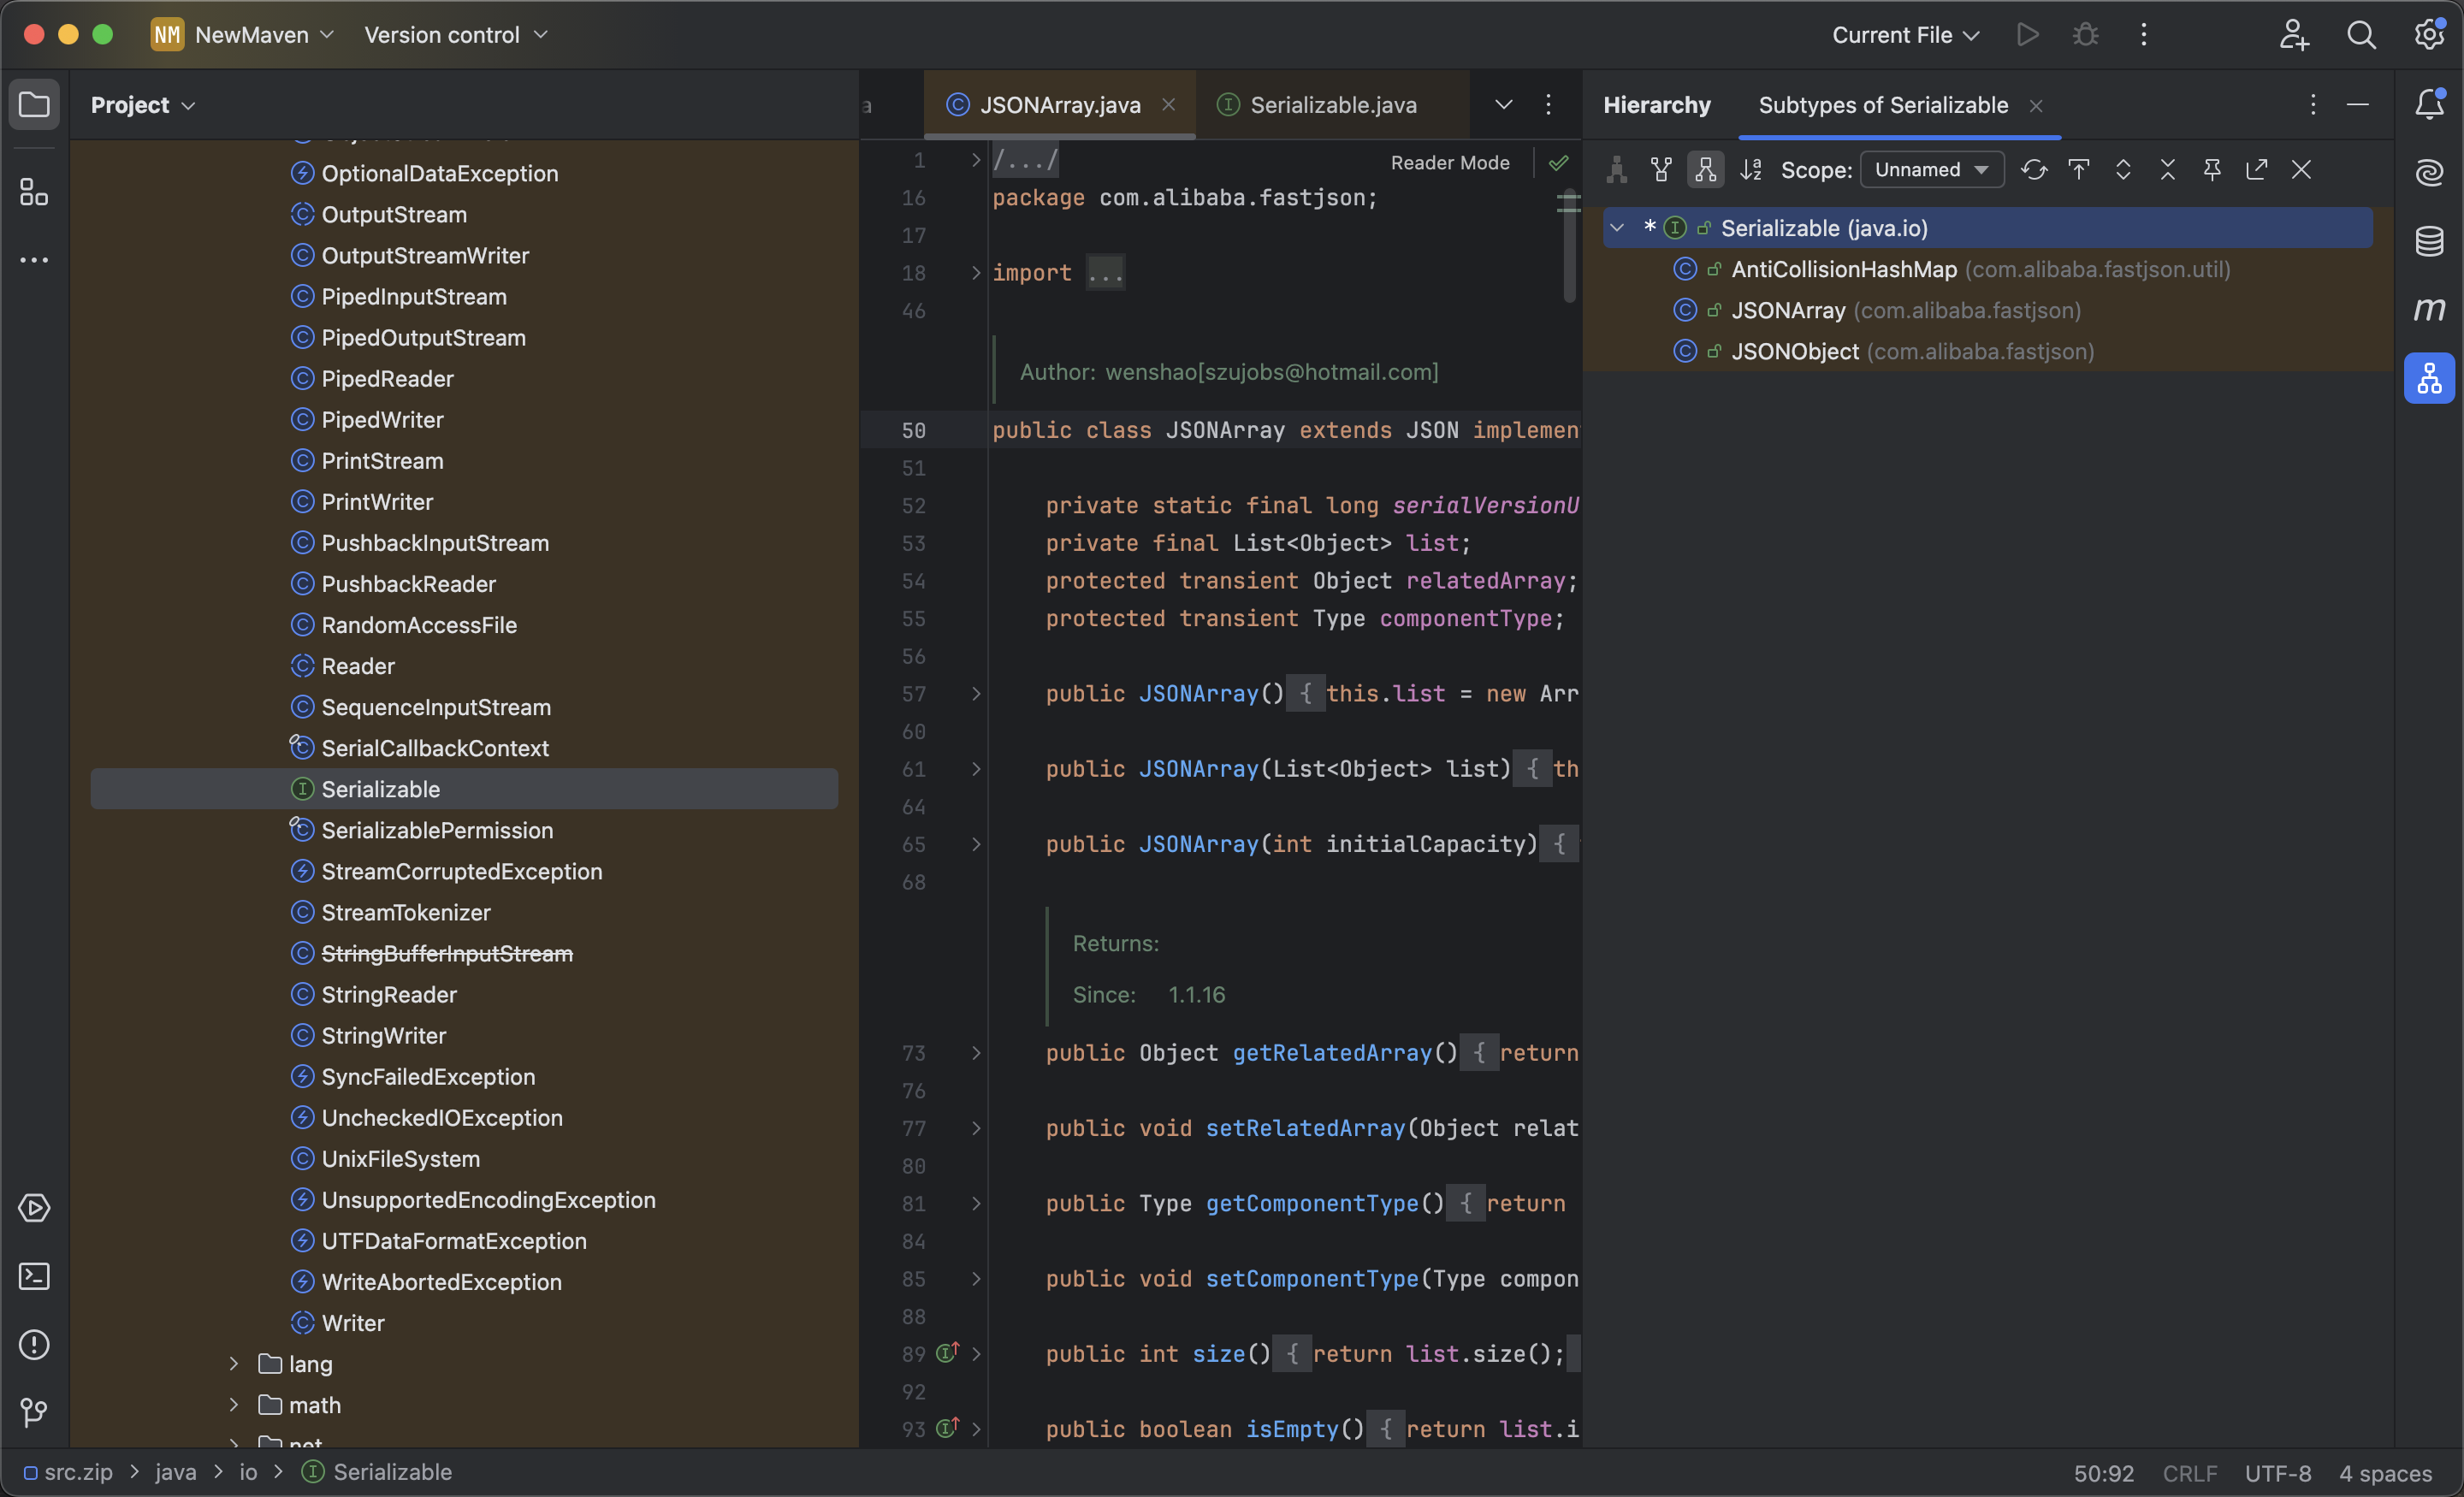 NM NewMaven Version control Current File
Project
a JSONArray.java Serializable.java
Hierarchy Subtypes of Serializable
OptionalDataException
OutputStream
OutputStreamWriter
PipedInputStream
PipedOutputStream
PipedReader
PipedWriter
PrintStream
PrintWriter
PushbackInputStream
PushbackReader
RandomAccessFile
Reader
SequenceInputStream
SerialCallbackContext
Serializable
SerializablePermission
StreamCorruptedException
StreamTokenizer
StringBufferInputStream
StringReader
StringWriter
SyncFailedException
UncheckedIOException
UnixFileSystem
UnsupportedEncodingException
UTFDataFormatException
WriteAbortedException
Writer
lang
math
net
Reader Mode
1 /.../
16 package com.alibaba.fastjson;
17
18 import ...
46
Author: wenshao[szujobs@hotmail.com]
50 public class JSONArray extends JSON implemen
51
52 private static final long serialVersionU
53 private final List<Object> list;
54 protected transient Object relatedArray;
55 protected transient Type componentType;
56
57 public JSONArray() { this.list = new Arr
60
61 public JSONArray(List<Object> list) { th
64
65 public JSONArray(int initialCapacity) {
68
Returns:
Since: 1.1.16
73 public Object getRelatedArray() { return
76
77 public void setRelatedArray(Object relat
80
81 public Type getComponentType() { return
84
85 public void setComponentType(Type compon
88
89 public int size() { return list.size();
92
93 public boolean isEmpty() { return list.i
Scope: Unnamed
* Serializable (java.io)
AntiCollisionHashMap (com.alibaba.fastjson.util)
JSONArray (com.alibaba.fastjson)
JSONObject (com.alibaba.fastjson)
src.zip > java > io > Serializable
50:92 CRLF UTF-8 4 spaces